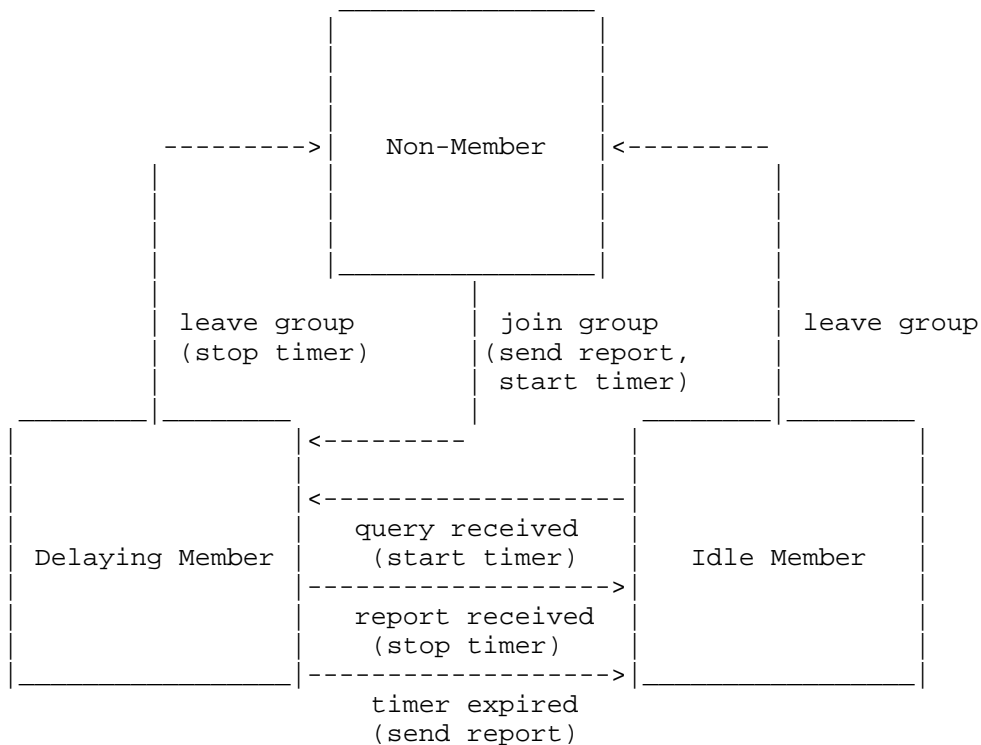 Non-Member
leave group
(stop timer)
join group
(send report,
start timer)
leave group
query received
(start timer)
Delaying Member
Idle Member
report received
(stop timer)
timer expired
(send report)